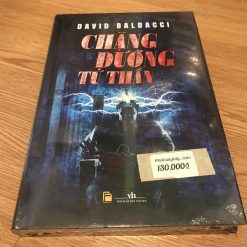 DAVID BALDACCI
CHẶNG
ĐƯỜNG
TỬ THẦN
130.000đ